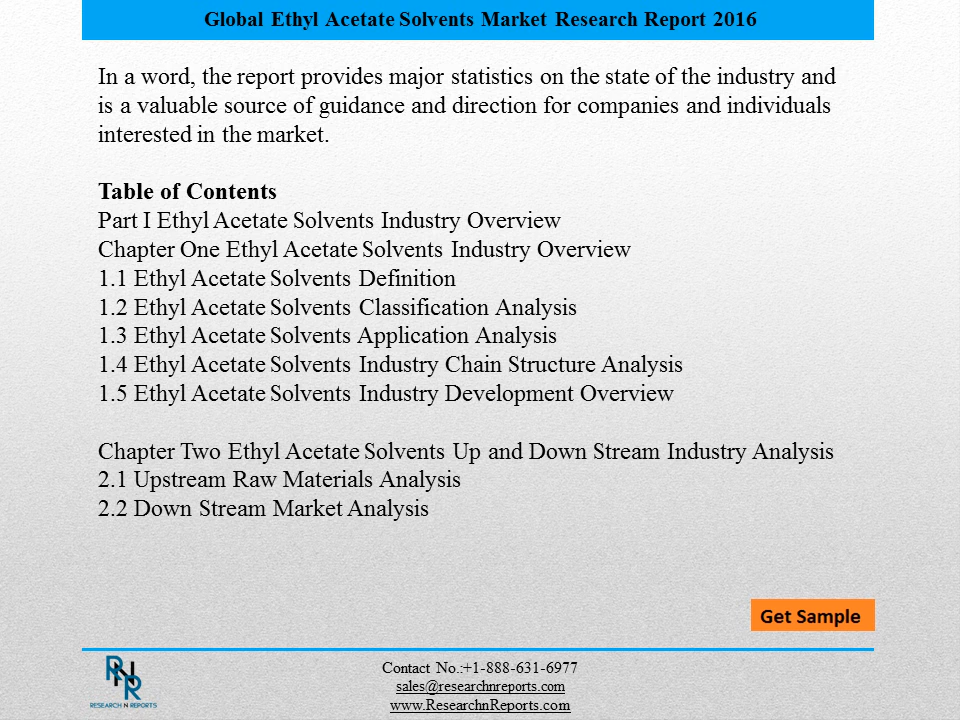 Global Ethyl Acetate Solvents Market Research Report 2016
In a word, the report provides major statistics on the state of the industry and
is a valuable source of guidance and direction for companies and individuals
interested in the market.
Table of Contents
Part I Ethyl Acetate Solvents Industry Overview
Chapter One Ethyl Acetate Solvents Industry Overview
1.1 Ethyl Acetate Solvents Definition
1.2 Ethyl Acetate Solvents Classification Analysis
1.3 Ethyl Acetate Solvents Application Analysis
1.4 Ethyl Acetate Solvents Industry Chain Structure Analysis
1.5 Ethyl Acetate Solvents Industry Development Overview
Chapter Two Ethyl Acetate Solvents Up and Down Stream Industry Analysis
2.1 Upstream Raw Materials Analysis
2.2 Down Stream Market Analysis
Get Sample
RNR
RESEARCH N REPORTS
Contact No.:+1-888-631-6977
sales@researchnreports.com
www.ResearchnReports.com